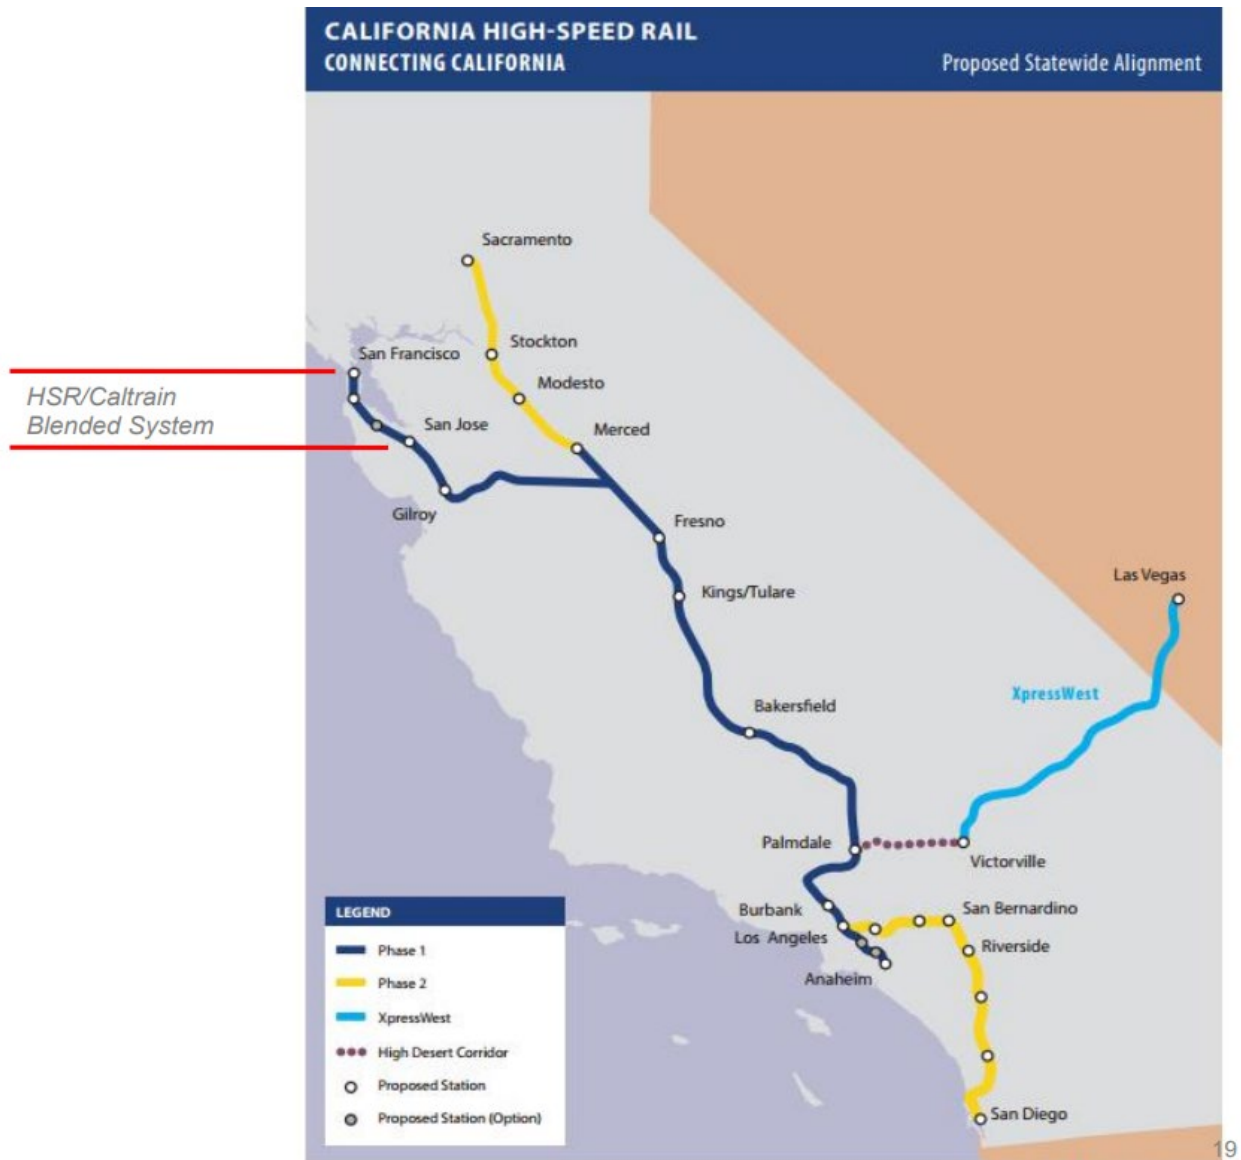 CALIFORNIA HIGH-SPEED RAIL
CONNECTING CALIFORNIA
Proposed Statewide Alignment
Sacramento
Stockton
San Francisco
Modesto
HSR/Caltrain
Blended System
San Jose
Merced
Gilroy
Fresno
Las Vegas
Kings/Tulare
XpressWest
Bakersfield
Palmdale
Victorville
Burbank
San Bernardino
Los Angeles
Riverside
Anaheim
San Diego
LEGEND
Phase 1
Phase 2
XpressWest
High Desert Corridor
Proposed Station
Proposed Station (Option)
19